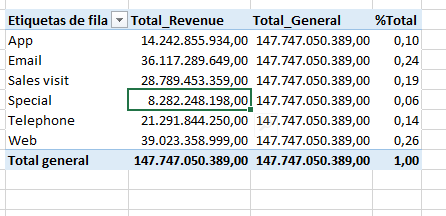 Etiquetas de fila Total_Revenue Total_General %Total
App 14.242.855.934,00 147.747.050.389,00 0,10
Email 36.117.289.649,00 147.747.050.389,00 0,24
Sales visit 28.789.453.359,00 147.747.050.389,00 0,19
Special 8.282.248.198,00 147.747.050.389,00 0,06
Telephone 21.291.844.250,00 147.747.050.389,00 0,14
Web 39.023.358.999,00 147.747.050.389,00 0,26
Total general 147.747.050.389,00 147.747.050.389,00 1,00